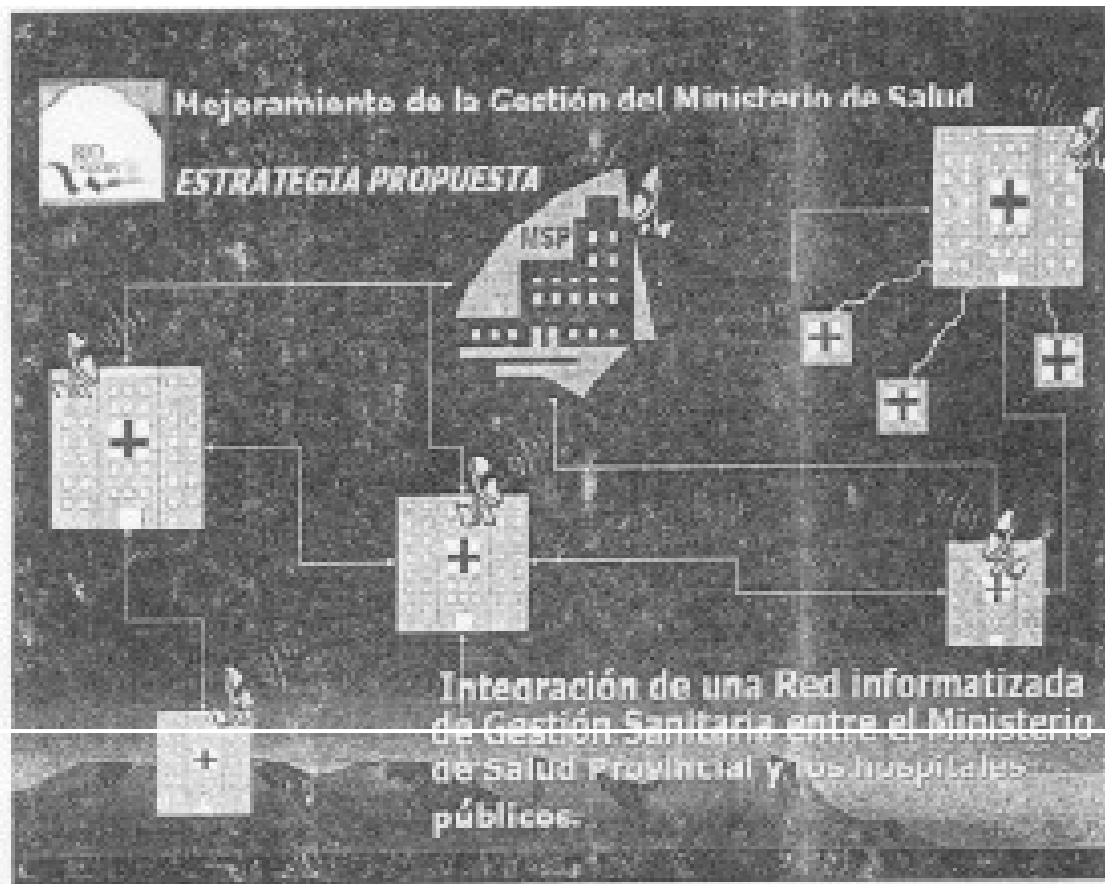 Mejoramiento de la Gestión del Ministerio de Salud
ESTRATEGIA PROPUESTA
MSP
Integración de una Red informatizada
de Gestión Sanitaria entre el Ministerio
de Salud Provincial y los hospitales
públicos.